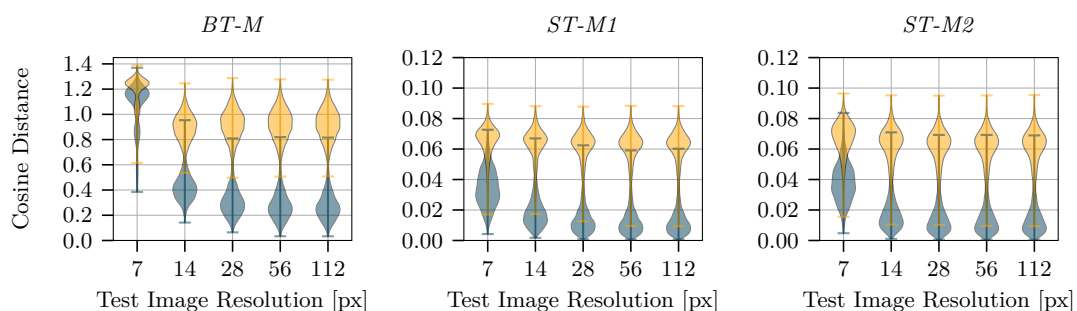 BT-M
ST-M1
ST-M2
Cosine Distance
1.4
1.2
1.0
0.8
0.6
0.4
0.2
0.0
0.12
0.10
0.08
0.06
0.04
0.02
0.00
0.12
0.10
0.08
0.06
0.04
0.02
0.00
7 14 28 56 112
7 14 28 56 112
7 14 28 56 112
Test Image Resolution [px]
Test Image Resolution [px]
Test Image Resolution [px]